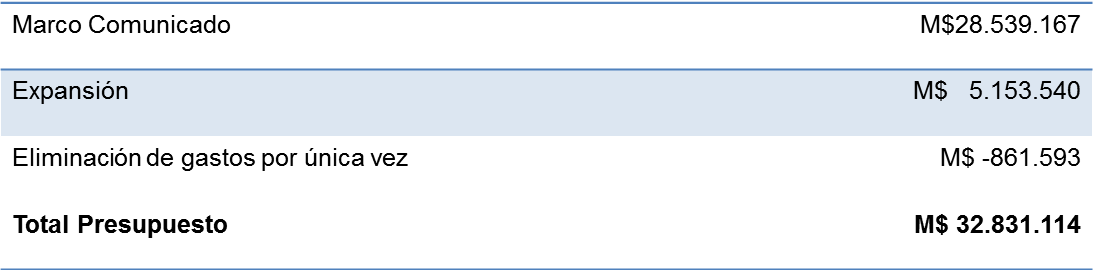 Marco Comunicado M$28.539.167
Expansión M$ 5.153.540
Eliminación de gastos por única vez M$ -861.593
Total Presupuesto M$ 32.831.114